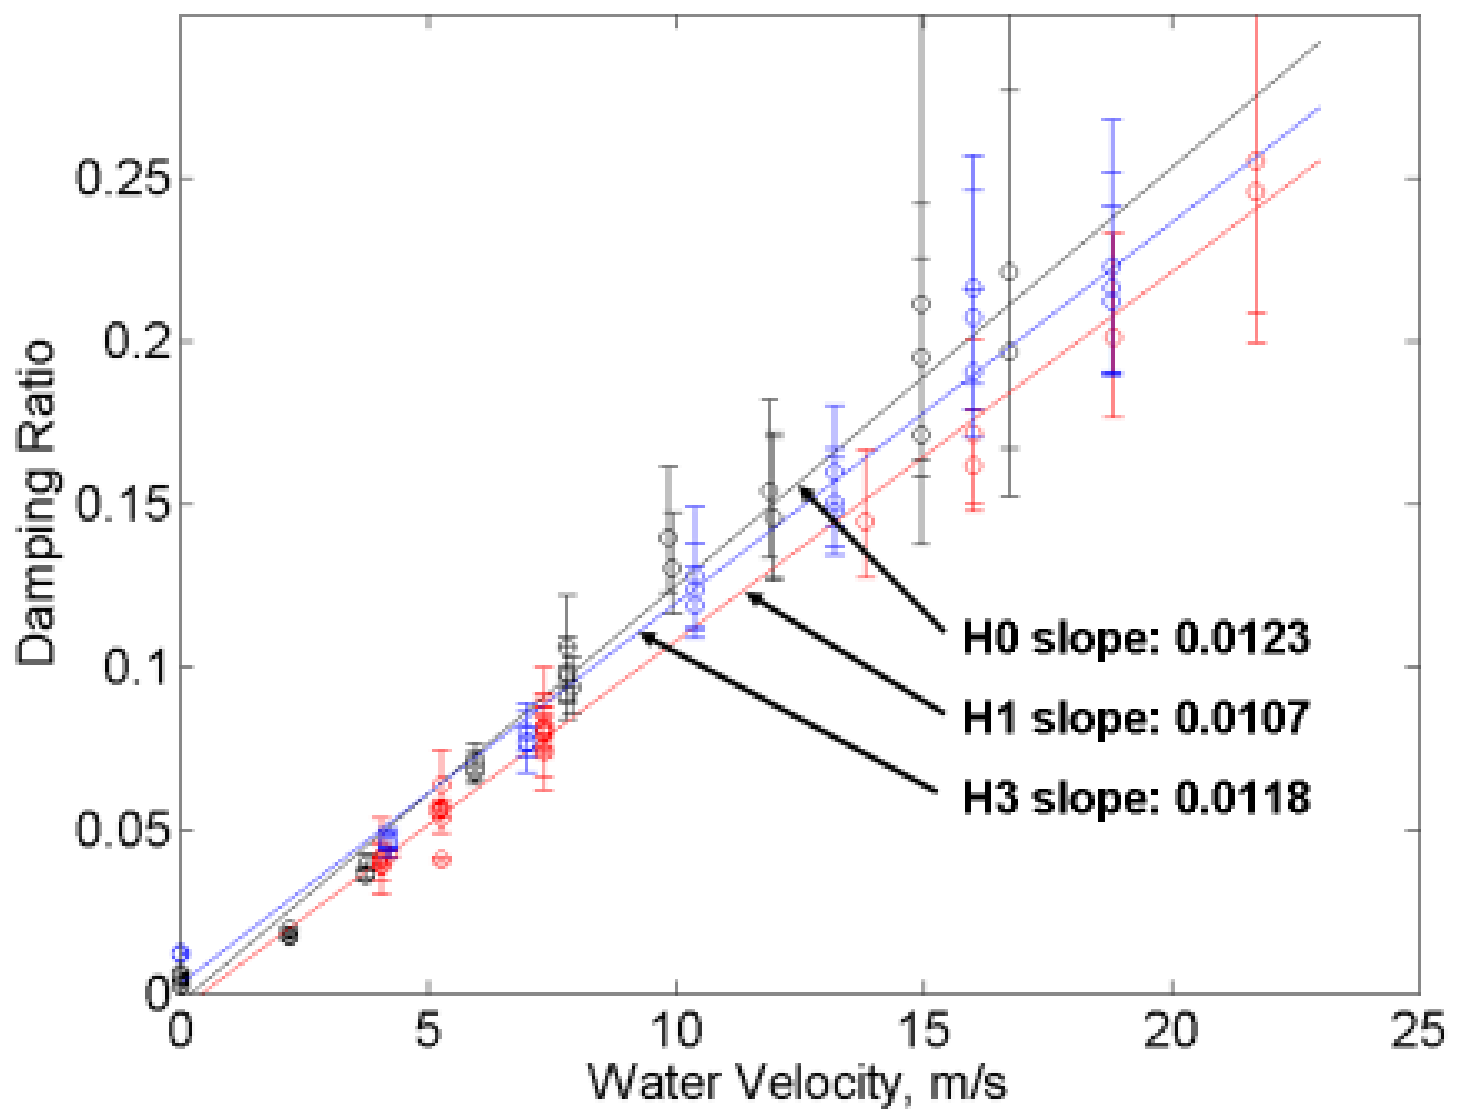 0.25
0.2
0.15
0.1
0.05
0
Damping Ratio
H0 slope: 0.0123
H1 slope: 0.0107
H3 slope: 0.0118
0 5 10 15 20 25
Water Velocity, m/s